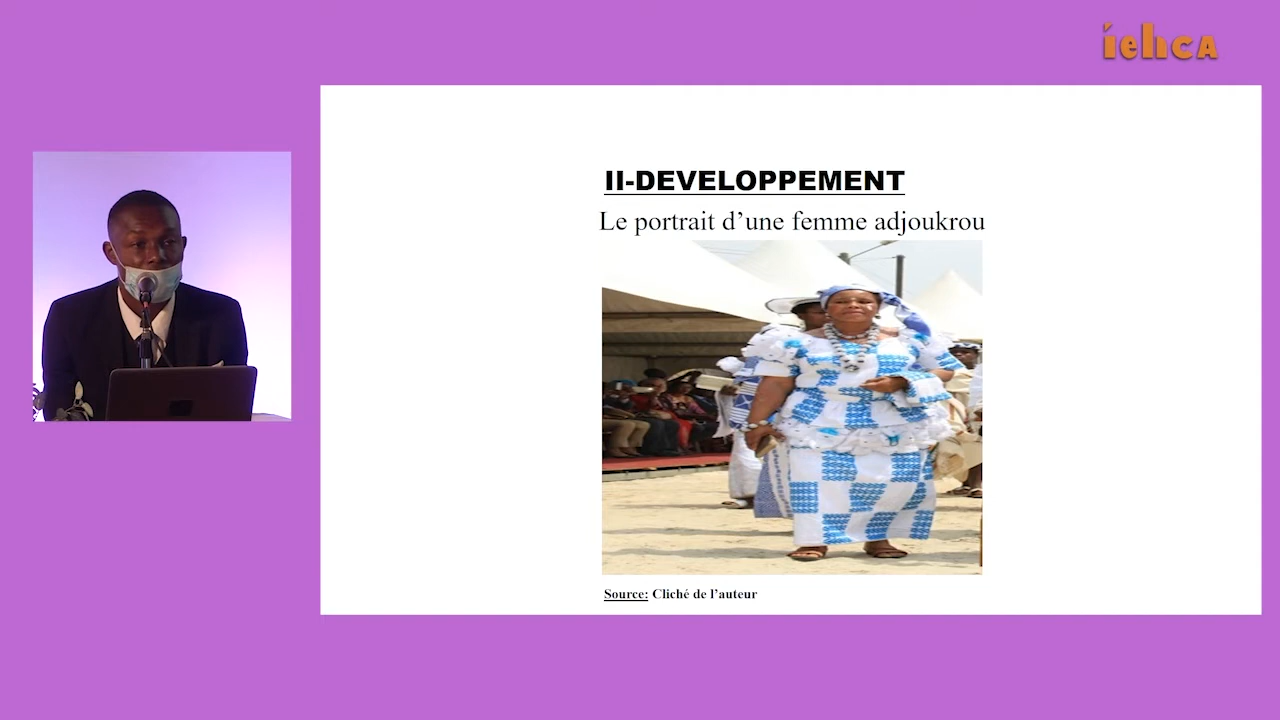 iehcA
II-DEVELOPPEMENT
Le portrait d’une femme adjoukrou
Source: Cliché de l’auteur